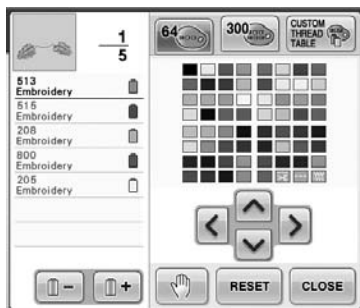 1
5
64
300
CUSTOM
THREAD
TABLE
513
Embroidery
515
Embroidery
208
Embroidery
800
Embroidery
205
Embroidery
−
+
RESET
CLOSE